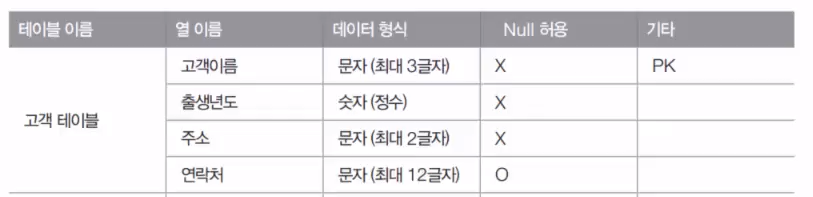 테이블 이름 열 이름 데이터 형식 Null 허용 기타
고객이름 문자 (최대 3글자) X PK
출생년도 숫자 (정수) X
고객 테이블
주소 문자 (최대 2글자) X
연락처 문자 (최대 12글자) O